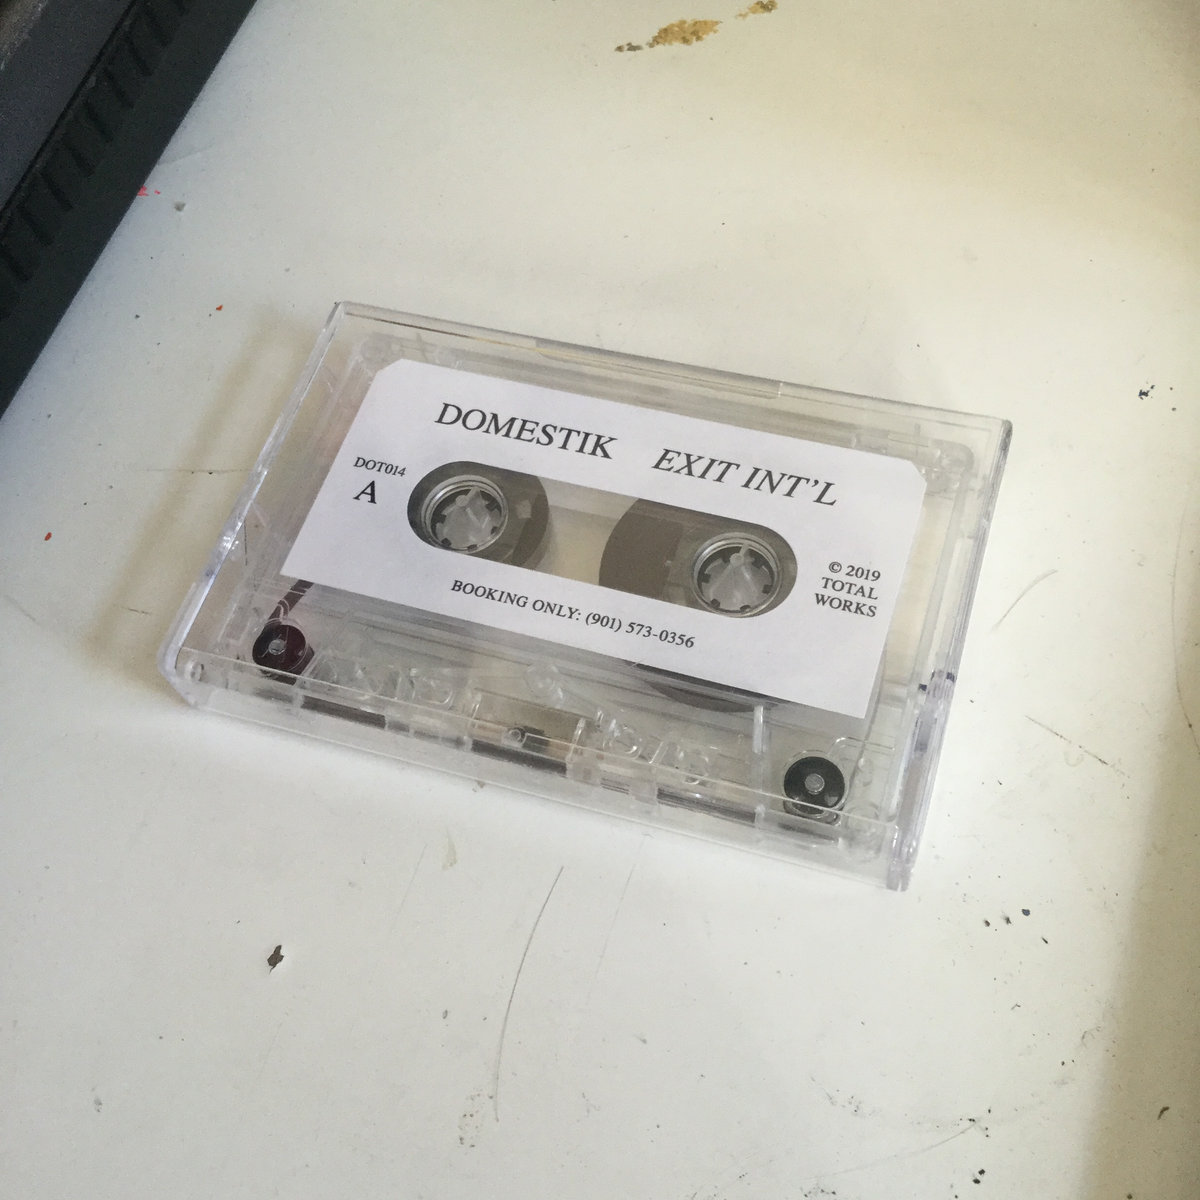 DOMESTIK EXIT INT'L
DOT014
A
© 2019
TOTAL
WORKS
BOOKING ONLY: (901) 573-0356